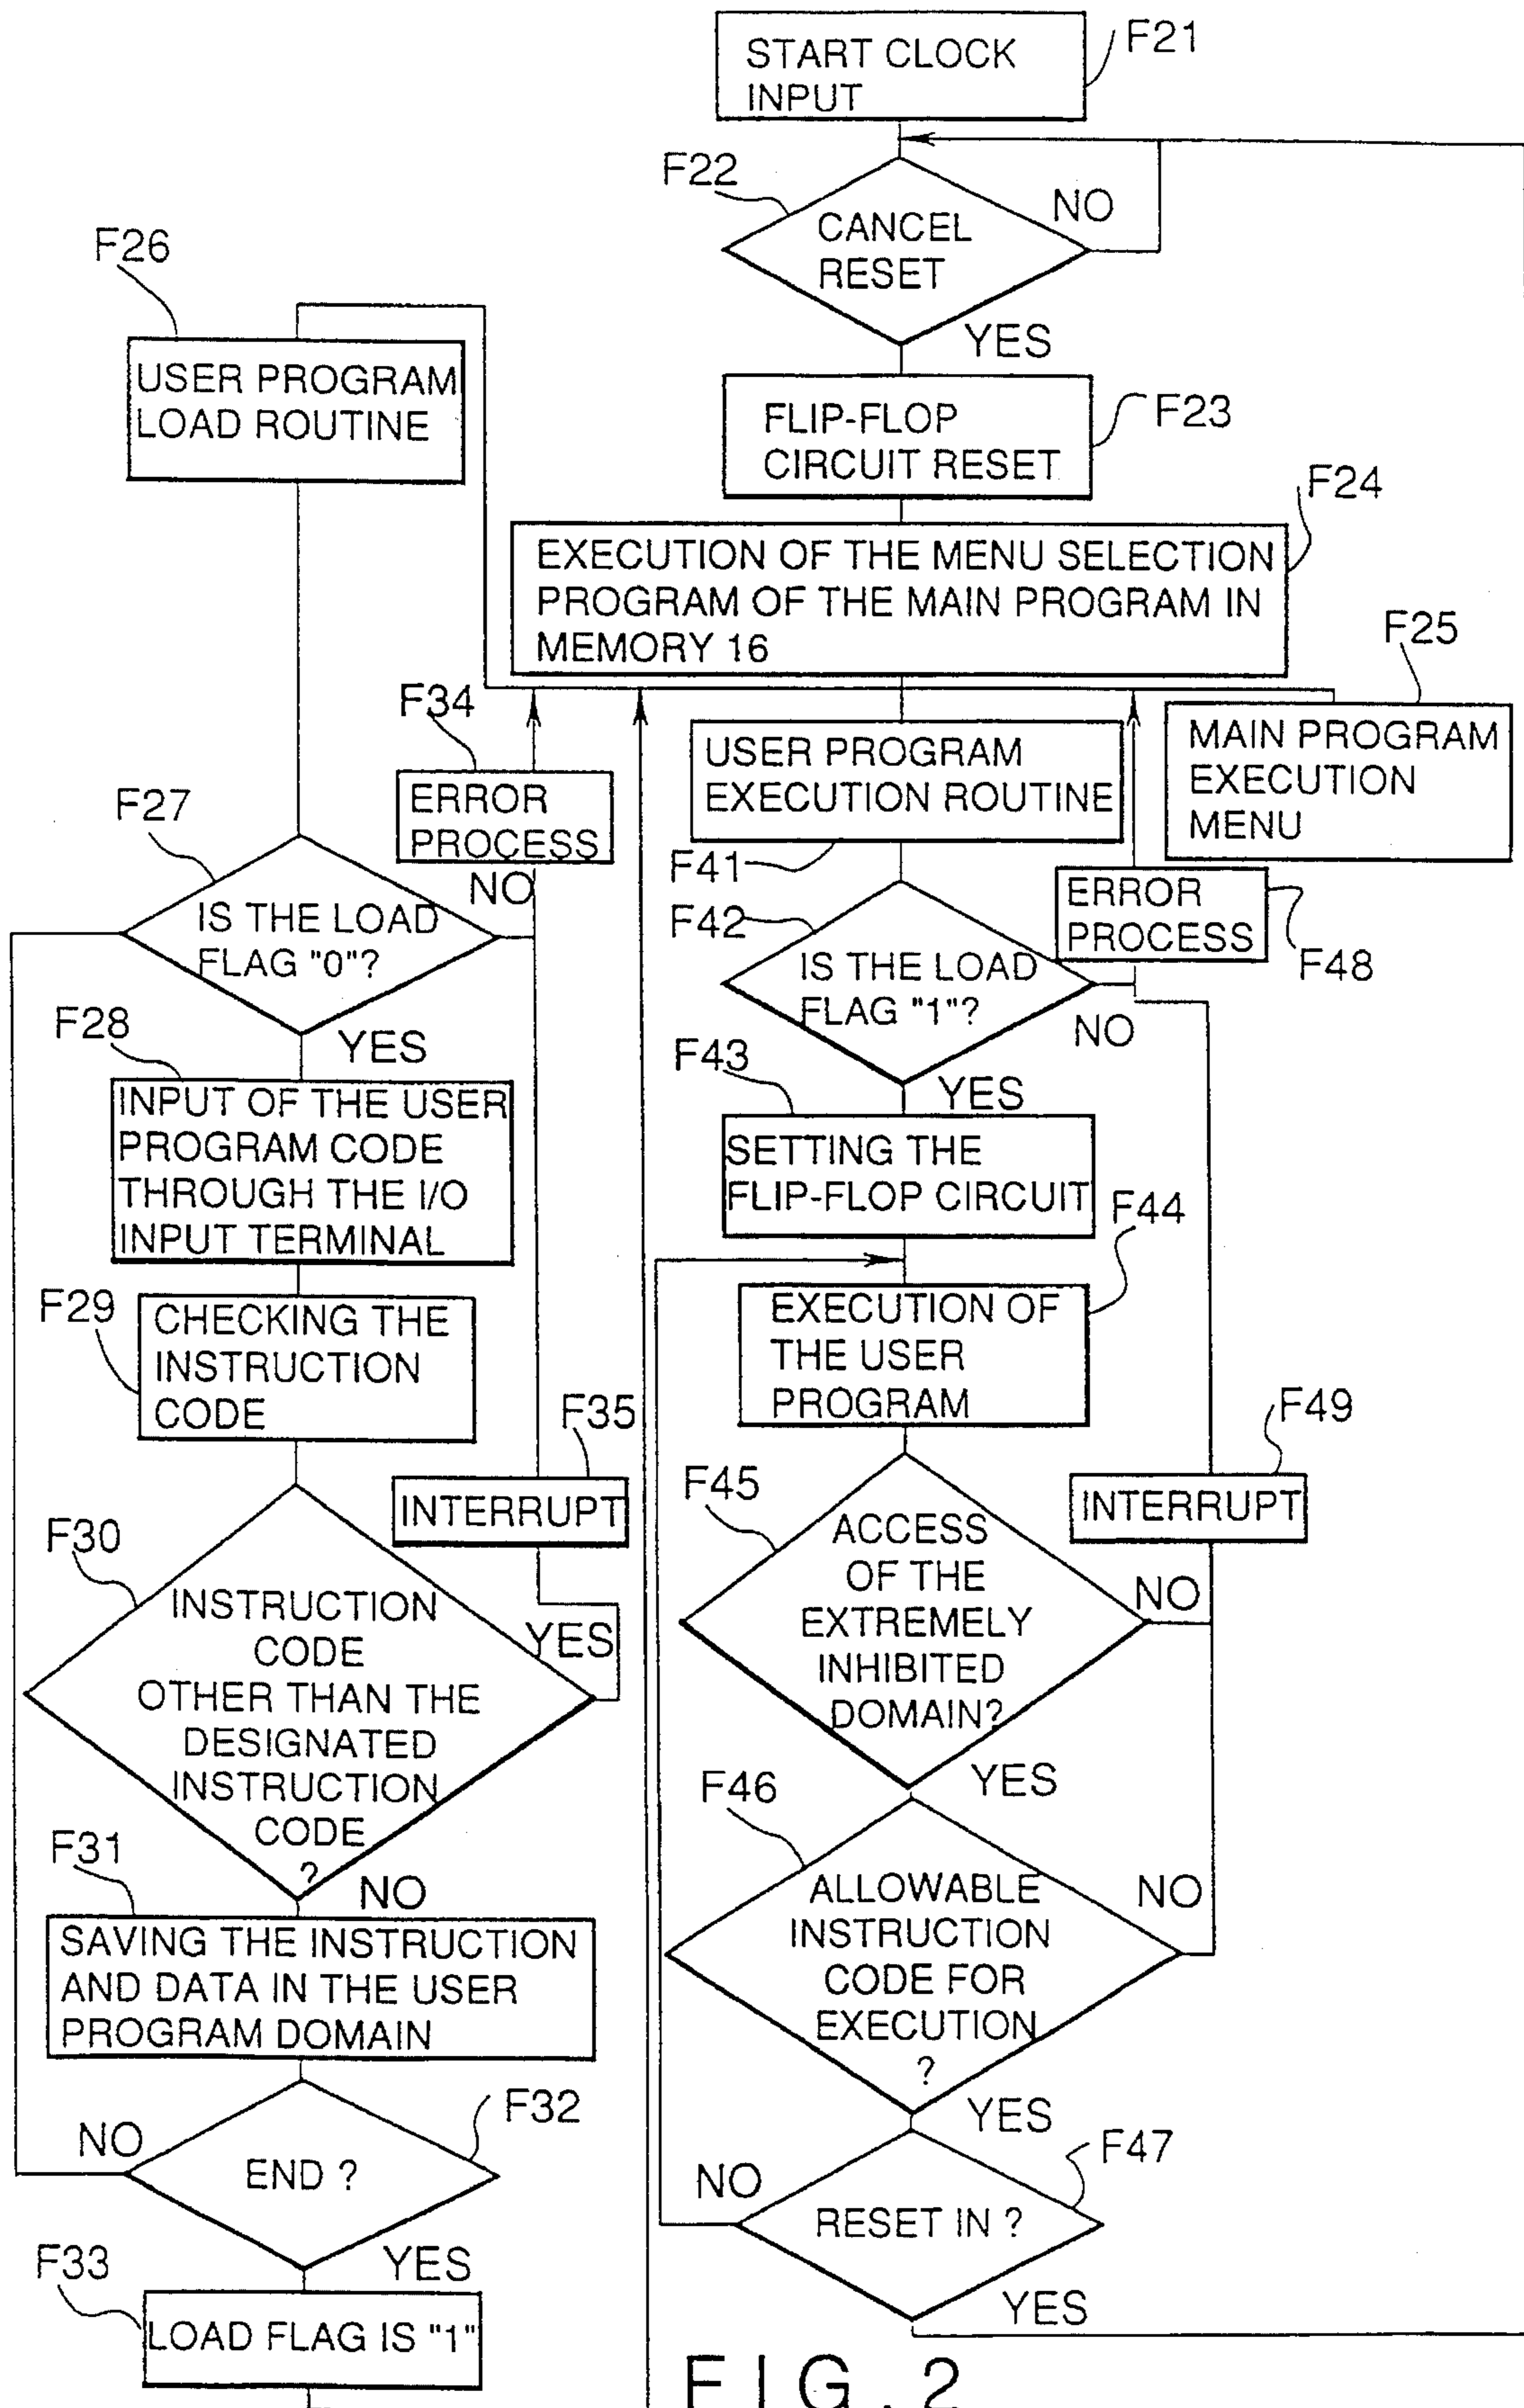 START CLOCK
INPUT
F21
F22
CANCEL
RESET
NO
YES
FLIP-FLOP
CIRCUIT RESET
F23
F24
EXECUTION OF THE MENU SELECTION
PROGRAM OF THE MAIN PROGRAM IN
MEMORY 16
F25
MAIN PROGRAM
EXECUTION
MENU
F26
USER PROGRAM
LOAD ROUTINE
F34
ERROR
PROCESS
F27
NO
IS THE LOAD
FLAG "0"?
YES
F28
INPUT OF THE USER
PROGRAM CODE
THROUGH THE I/O
INPUT TERMINAL
F29
CHECKING THE
INSTRUCTION
CODE
F35
INTERRUPT
F30
INSTRUCTION
CODE
OTHER THAN THE
DESIGNATED
INSTRUCTION
CODE
?
YES
NO
F31
SAVING THE INSTRUCTION
AND DATA IN THE USER
PROGRAM DOMAIN
F32
NO
END ?
YES
F33
LOAD FLAG IS "1"
USER PROGRAM
EXECUTION ROUTINE
F41
F42
IS THE LOAD
FLAG "1"?
ERROR
PROCESS
F48
NO
YES
F43
SETTING THE
FLIP-FLOP CIRCUIT
F44
EXECUTION OF
THE USER
PROGRAM
F49
INTERRUPT
F45
ACCESS
OF THE
EXTREMELY
INHIBITED
DOMAIN?
NO
YES
F46
ALLOWABLE
INSTRUCTION
CODE FOR
EXECUTION
?
NO
YES
F47
NO
RESET IN ?
YES
FIG.2